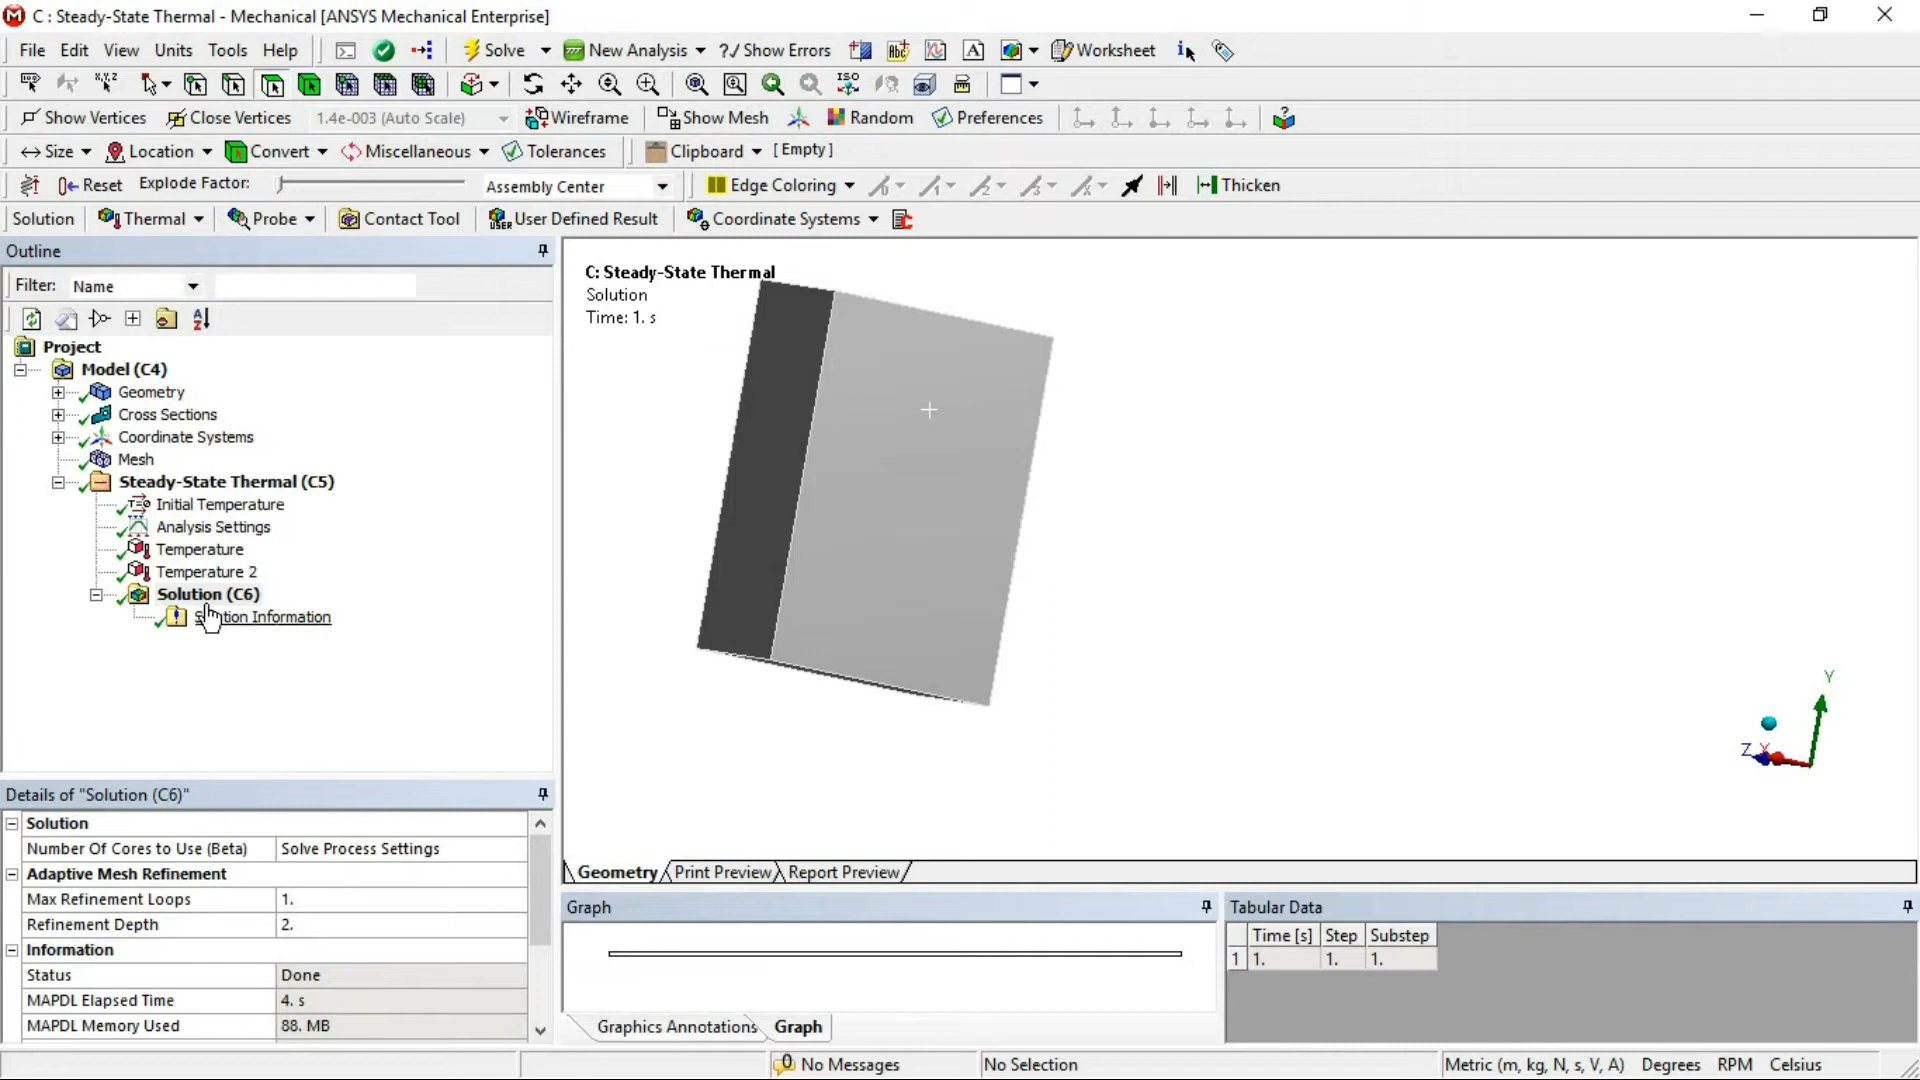 C : Steady-State Thermal - Mechanical [ANSYS Mechanical Enterprise]
File Edit View Units Tools Help Solve New Analysis ?/ Show Errors Worksheet
Show Vertices Close Vertices 1.4e-003 (Auto Scale) Wireframe Show Mesh Random Preferences
Size Location Convert Miscellaneous Tolerances Clipboard [ Empty ]
Reset Explode Factor: Assembly Center Edge Coloring Thicken
Solution Thermal Probe Contact Tool User Defined Result Coordinate Systems
Outline
Filter: Name
Project
Model (C4)
Geometry
Cross Sections
Coordinate Systems
Mesh
Steady-State Thermal (C5)
Initial Temperature
Analysis Settings
Temperature
Temperature 2
Solution (C6)
Solution Information
C: Steady-State Thermal
Solution
Time: 1. s
Y
Z X
Geometry Print Preview Report Preview
Details of "Solution (C6)"
Solution
Number Of Cores to Use (Beta) Solve Process Settings
Adaptive Mesh Refinement
Max Refinement Loops 1.
Refinement Depth 2.
Information
Status Done
MAPDL Elapsed Time 4. s
MAPDL Memory Used 88. MB
Graph
Graphics Annotations Graph
Tabular Data
Time [s] Step Substep
1 1. 1. 1.
0 No Messages No Selection Metric (m, kg, N, s, V, A) Degrees RPM Celsius